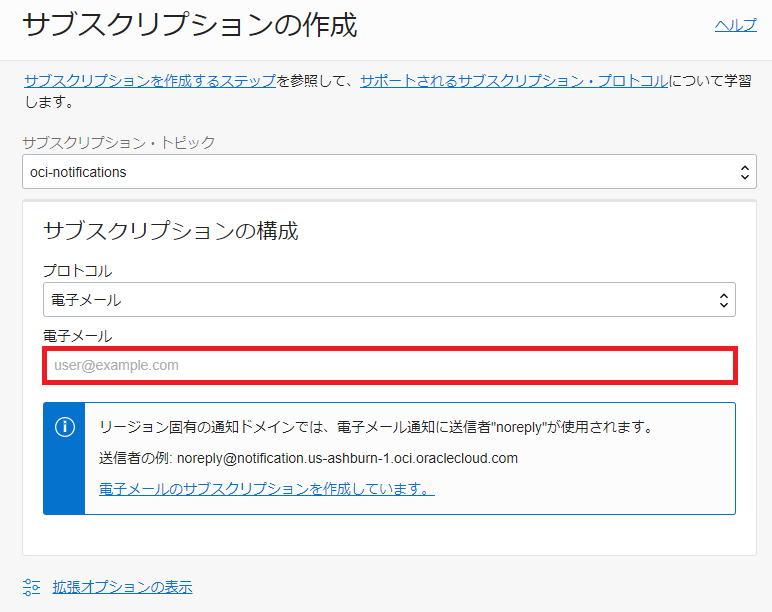 サブスクリプションの作成
ヘルプ
サブスクリプションを作成するステップを参照して、サポートされるサブスクリプション・プロトコルについて学習
します。
サブスクリプション・トピック
oci-notifications
サブスクリプションの構成
プロトコル
電子メール
電子メール
user@example.com
リージョン固有の通知ドメインでは、電子メール通知に送信者"noreply"が使用されます。
送信者の例: noreply@notification.us-ashburn-1.oci.oraclecloud.com
電子メールのサブスクリプションを作成しています。
拡張オプションの表示